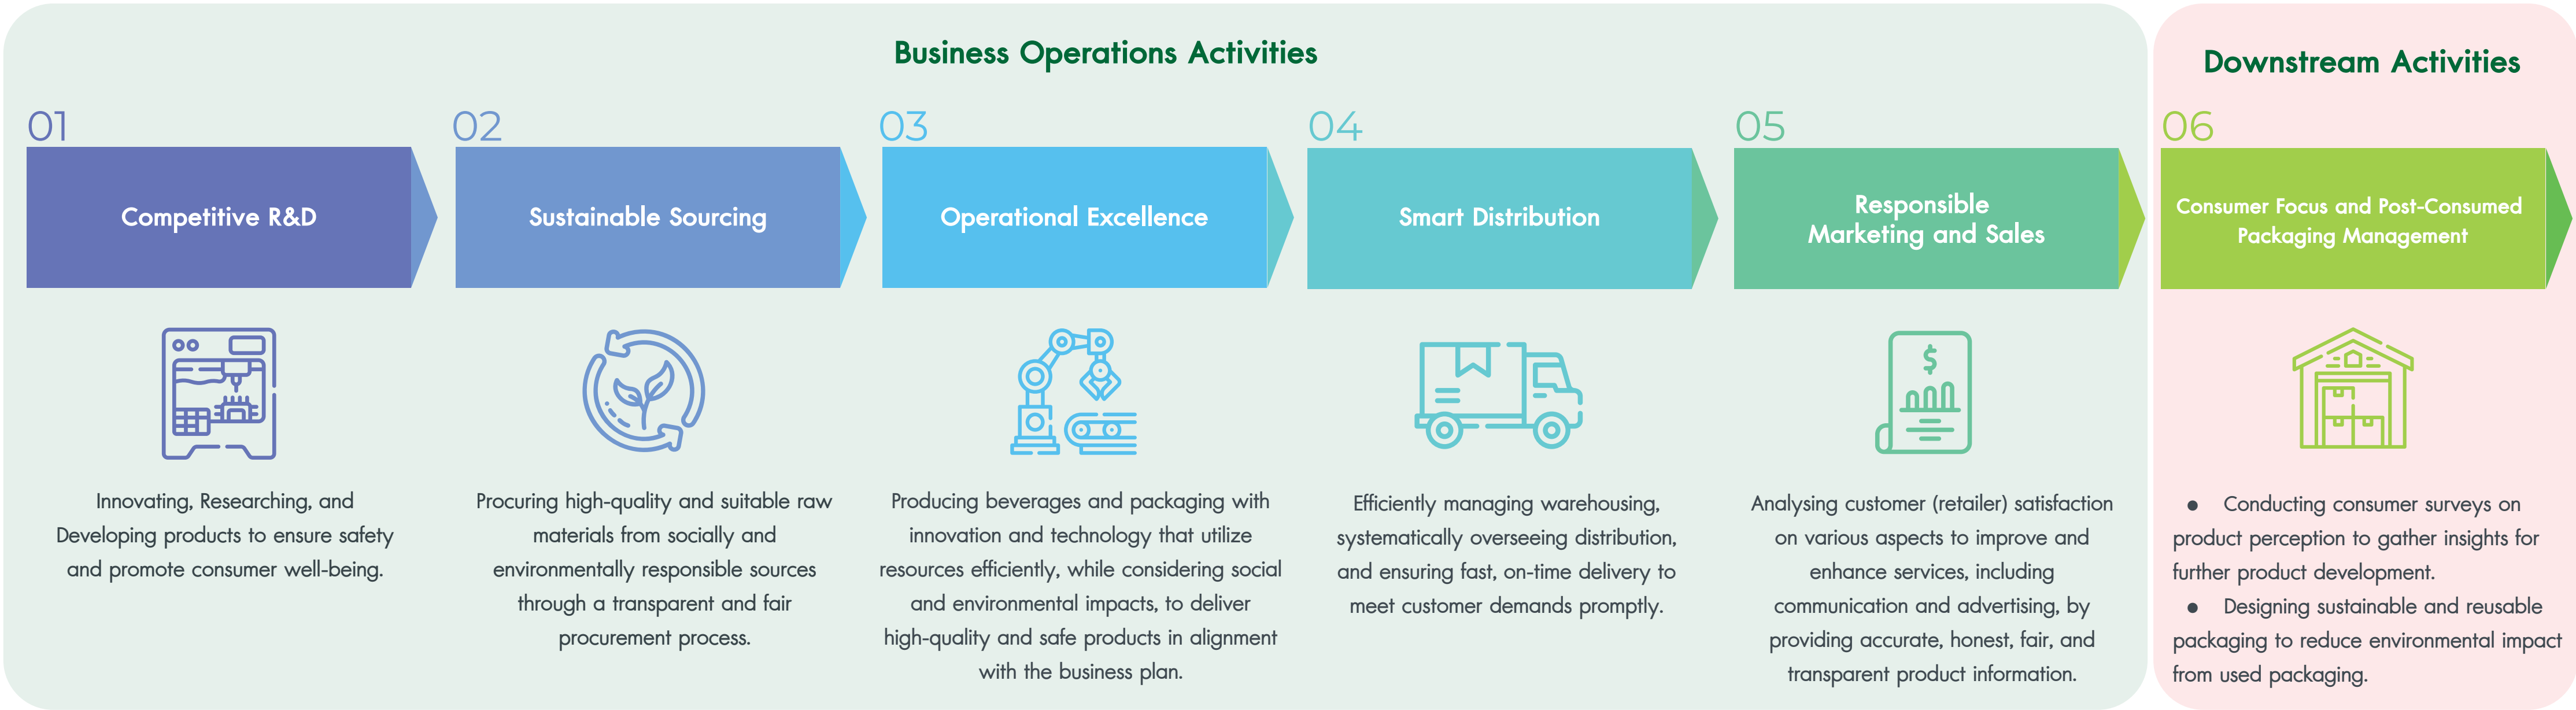 Business Operations Activities
Downstream Activities
01
Competitive R&D
Innovating, Researching, and
Developing products to ensure safety
and promote consumer well-being.
02
Sustainable Sourcing
Procuring high-quality and suitable raw
materials from socially and
environmentally responsible sources
through a transparent and fair
procurement process.
03
Operational Excellence
Producing beverages and packaging with
innovation and technology that utilize
resources efficiently, while considering social
and environmental impacts, to deliver
high-quality and safe products in alignment
with the business plan.
04
Smart Distribution
Efficiently managing warehousing,
systematically overseeing distribution,
and ensuring fast, on-time delivery to
meet customer demands promptly.
05
Responsible
Marketing and Sales
$
Analysing customer (retailer) satisfaction
on various aspects to improve and
enhance services, including
communication and advertising, by
providing accurate, honest, fair, and
transparent product information.
06
Consumer Focus and Post-Consumed
Packaging Management
● Conducting consumer surveys on
product perception to gather insights for
further product development.
● Designing sustainable and reusable
packaging to reduce environmental impact
from used packaging.